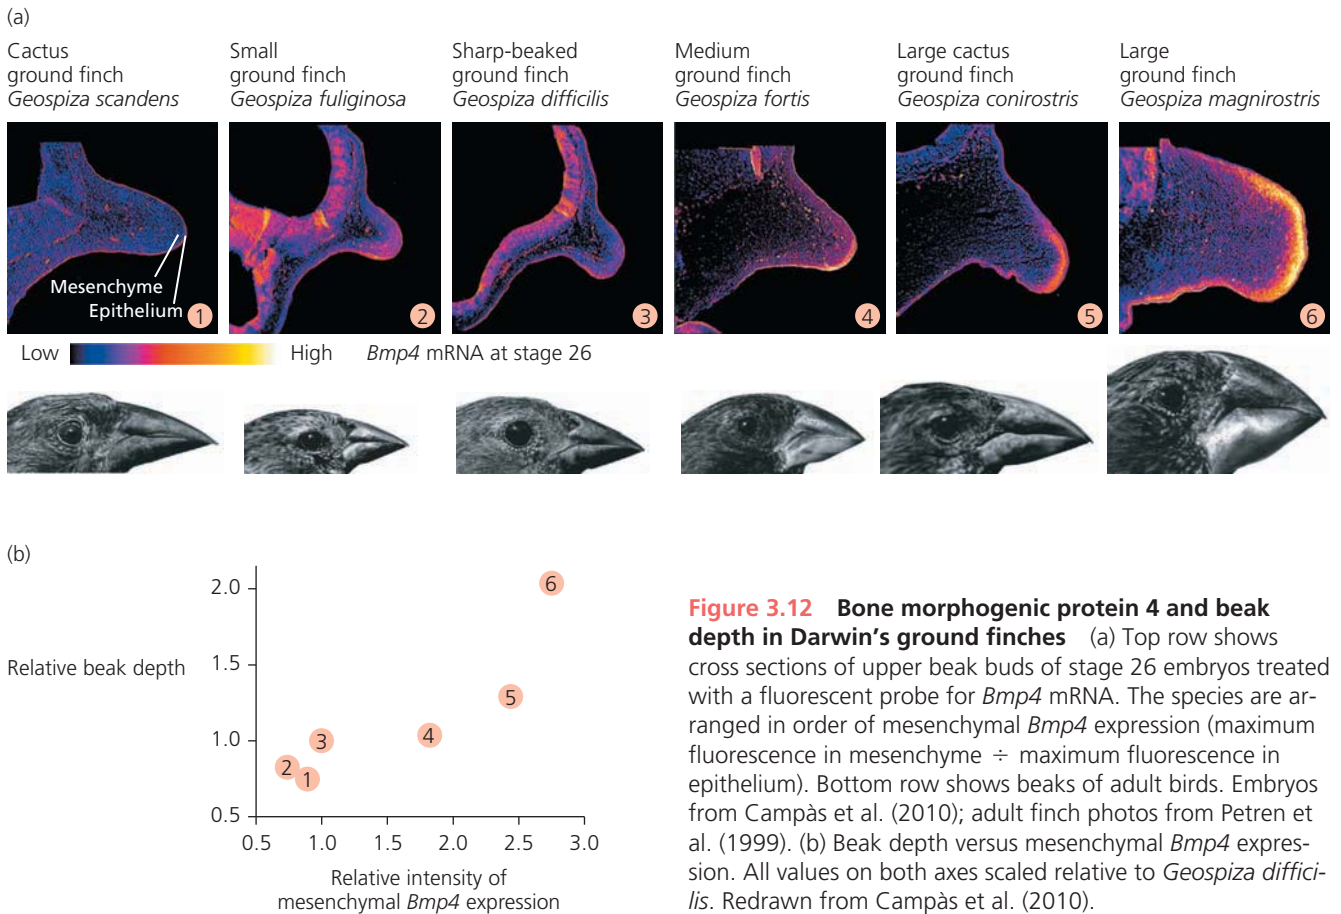 (a)
Cactus
ground finch
Geospiza scandens
Small
ground finch
Geospiza fuliginosa
Sharp-beaked
ground finch
Geospiza difficilis
Medium
ground finch
Geospiza fortis
Large cactus
ground finch
Geospiza conirostris
Large
ground finch
Geospiza magnirostris
Mesenchyme
Epithelium
1
2
3
4
5
6
Low High Bmp4 mRNA at stage 26
(b)
Relative beak depth
2.0
1.5
1.0
0.5
6
5
4
3
2
1
0.5 1.0 1.5 2.0 2.5 3.0
Relative intensity of
mesenchymal Bmp4 expression
Figure 3.12 Bone morphogenic protein 4 and beak
depth in Darwin's ground finches (a) Top row shows
cross sections of upper beak buds of stage 26 embryos treated
with a fluorescent probe for Bmp4 mRNA. The species are ar-
ranged in order of mesenchymal Bmp4 expression (maximum
fluorescence in mesenchyme ÷ maximum fluorescence in
epithelium). Bottom row shows beaks of adult birds. Embryos
from Campàs et al. (2010); adult finch photos from Petren et
al. (1999). (b) Beak depth versus mesenchymal Bmp4 expres-
sion. All values on both axes scaled relative to Geospiza diffici-
lis. Redrawn from Campàs et al. (2010).